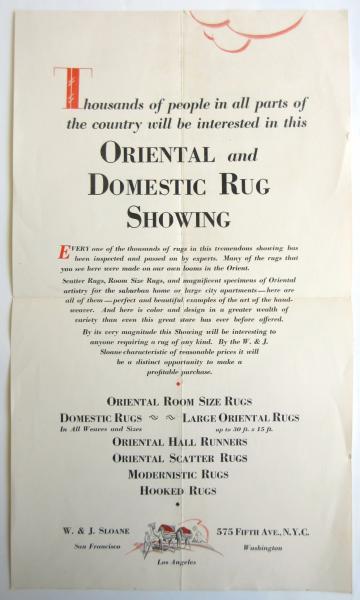 Thousands of people in all parts of
the country will be interested in this
ORIENTAL and
DOMESTIC RUG
SHOWING
EVERY one of the thousands of rugs in this tremendous showing has
been inspected and passed on by experts. Many of the rugs that
you see here were made on our own looms in the Orient.
Scatter Rugs, Room Size Rugs, and magnificent specimens of Oriental
artistry for the suburban home or large city apartments—here are
all of them—perfect and beautiful examples of the art of the hand-
weaver. And here is color and design in a greater wealth of
variety than even this great store has ever before offered.
By its very magnitude this Showing will be interesting to
anyone requiring a rug of any kind. By the W. & J.
Sloane characteristic of reasonable prices it will
be a distinct opportunity to make a
profitable purchase.
ORIENTAL ROOM SIZE RUGS
DOMESTIC RUGS ~ ~ LARGE ORIENTAL RUGS
In All Weaves and Sizes up to 30 ft. x 15 ft.
ORIENTAL HALL RUNNERS
ORIENTAL SCATTER RUGS
MODERNISTIC RUGS
HOOKED RUGS
W. & J. SLOANE 575 FIFTH AVE., N.Y.C.
San Francisco Washington
Los Angeles